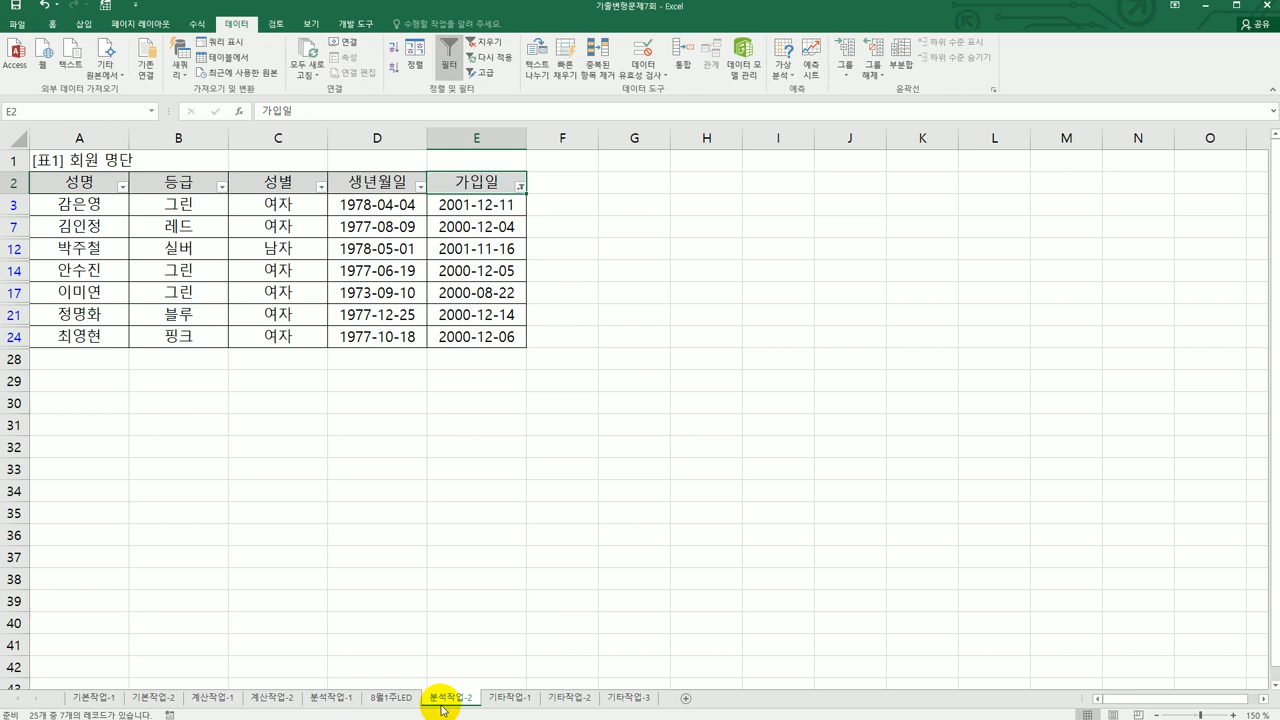 기출변형문제7회 - Excel
파일 홈 삽입 페이지 레이아웃 수식 데이터 검토 보기 개발 도구 수행할 작업을 알려 주세요. 공유
Access 웹 텍스트 기타 원본에서 기존 연결 새쿼리 쿼리 표시 테이블에서 최근에 사용한 원본 모두 새로 고침 연결 속성 연결 편집 정렬 필터 지우기 다시 적용 고급 텍스트 나누기 빠른 채우기 중복된 항목 제거 데이터 유효성 검사 통합 관계 데이터 모델 관리 가상 분석 예측 시트 그룹 그룹 해제 부분합 하위 수준 표시 하위 수준 숨기기
외부 데이터 가져오기 가져오기 및 변환 연결 정렬 및 필터 데이터 도구 예측 윤곽선
E2 fx 가입일
A B C D E F G H I J K L M N O
1 [표1] 회원 명단
2 성명 등급 성별 생년월일 가입일
3 감은영 그린 여자 1978-04-04 2001-12-11
7 김인정 레드 여자 1977-08-09 2000-12-04
12 박주철 실버 남자 1978-05-01 2001-11-16
14 안수진 그린 여자 1977-06-19 2000-12-05
17 이미연 그린 여자 1973-09-10 2000-08-22
21 정명화 블루 여자 1977-12-25 2000-12-14
24 최영현 핑크 여자 1977-10-18 2000-12-06
28
29
30
31
32
33
34
35
36
37
38
39
40
41
42
43
기본작업-1 기본작업-2 계산작업-1 계산작업-2 분석작업-1 8월1주LED 분석작업-2 기타작업-1 기타작업-2 기타작업-3
준비 25개 중 7개의 레코드가 있습니다. 150 %